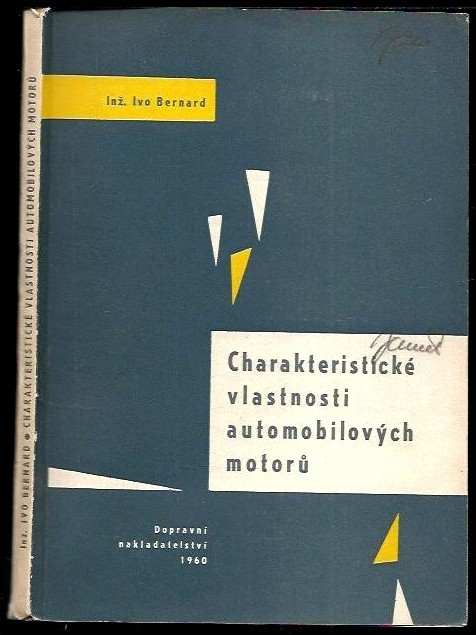 Inž. Ivo Bernard
Charakteristické
vlastnosti
automobilových
motorů
Dopravní
nakladatelství
1960
Inž. IVO BERNARD • CHARAKTERISTICKÉ VLASTNOSTI AUTOMOBILOVÝCH MOTORŮ